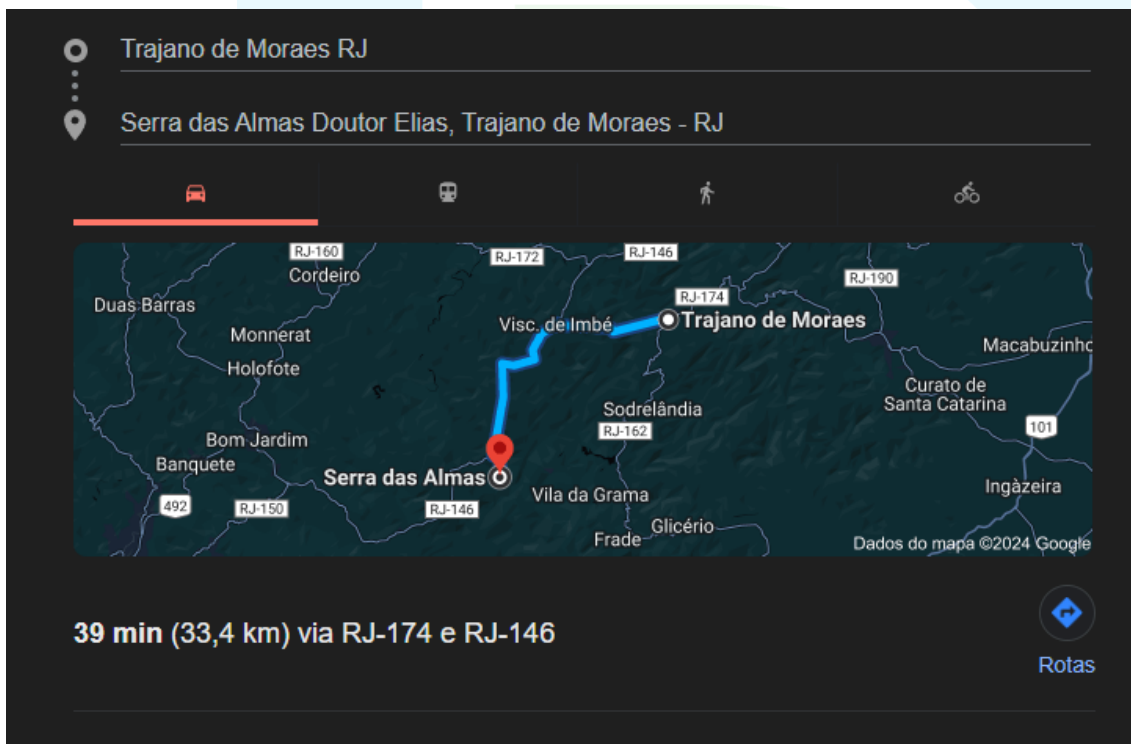 Trajano de Moraes RJ
Serra das Almas Doutor Elias, Trajano de Moraes - RJ
RJ-160
RJ-172
RJ-146
Cordeiro
RJ-190
Duas Barras
RJ-174
Visc. de Imbé
Trajano de Moraes
Monnerat
Macabuzinho
Holofote
Curato de
Santa Catarina
Sodrelândia
101
RJ-162
Bom Jardim
Banquete
Serra das Almas
Ingàzeira
Vila da Grama
492
RJ-150
RJ-146
Glicério
Frade
Dados do mapa ©2024 Google
39 min (33,4 km) via RJ-174 e RJ-146
Rotas